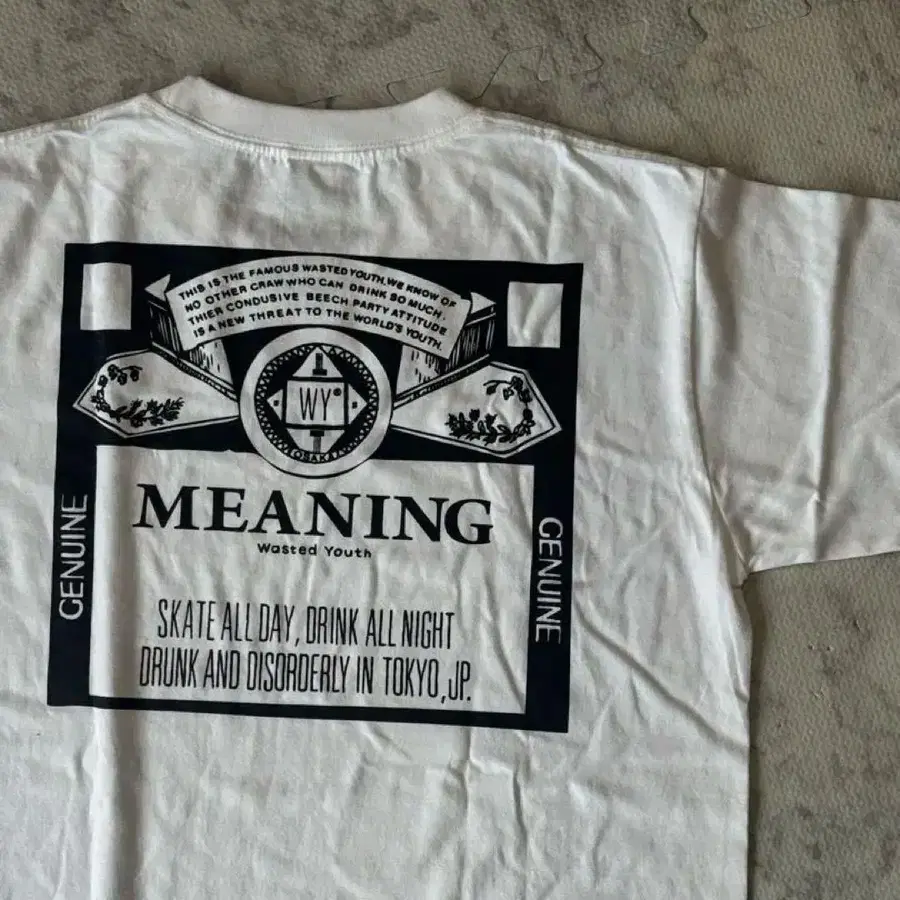 THIS IS THE FAMOUS WASTED YOUTH. WE KNOW OF
NO OTHER CRAW WHO CAN DRINK SO MUCH.
THIER CONDUSIVE BEECH PARTY ATTITUDE
IS A NEW THREAT TO THE WORLD'S YOUTH.
WY®
OSAKA
MEANING
Wasted Youth
GENUINE
GENUINE
SKATE ALL DAY, DRINK ALL NIGHT
DRUNK AND DISORDERLY IN TOKYO, JP.